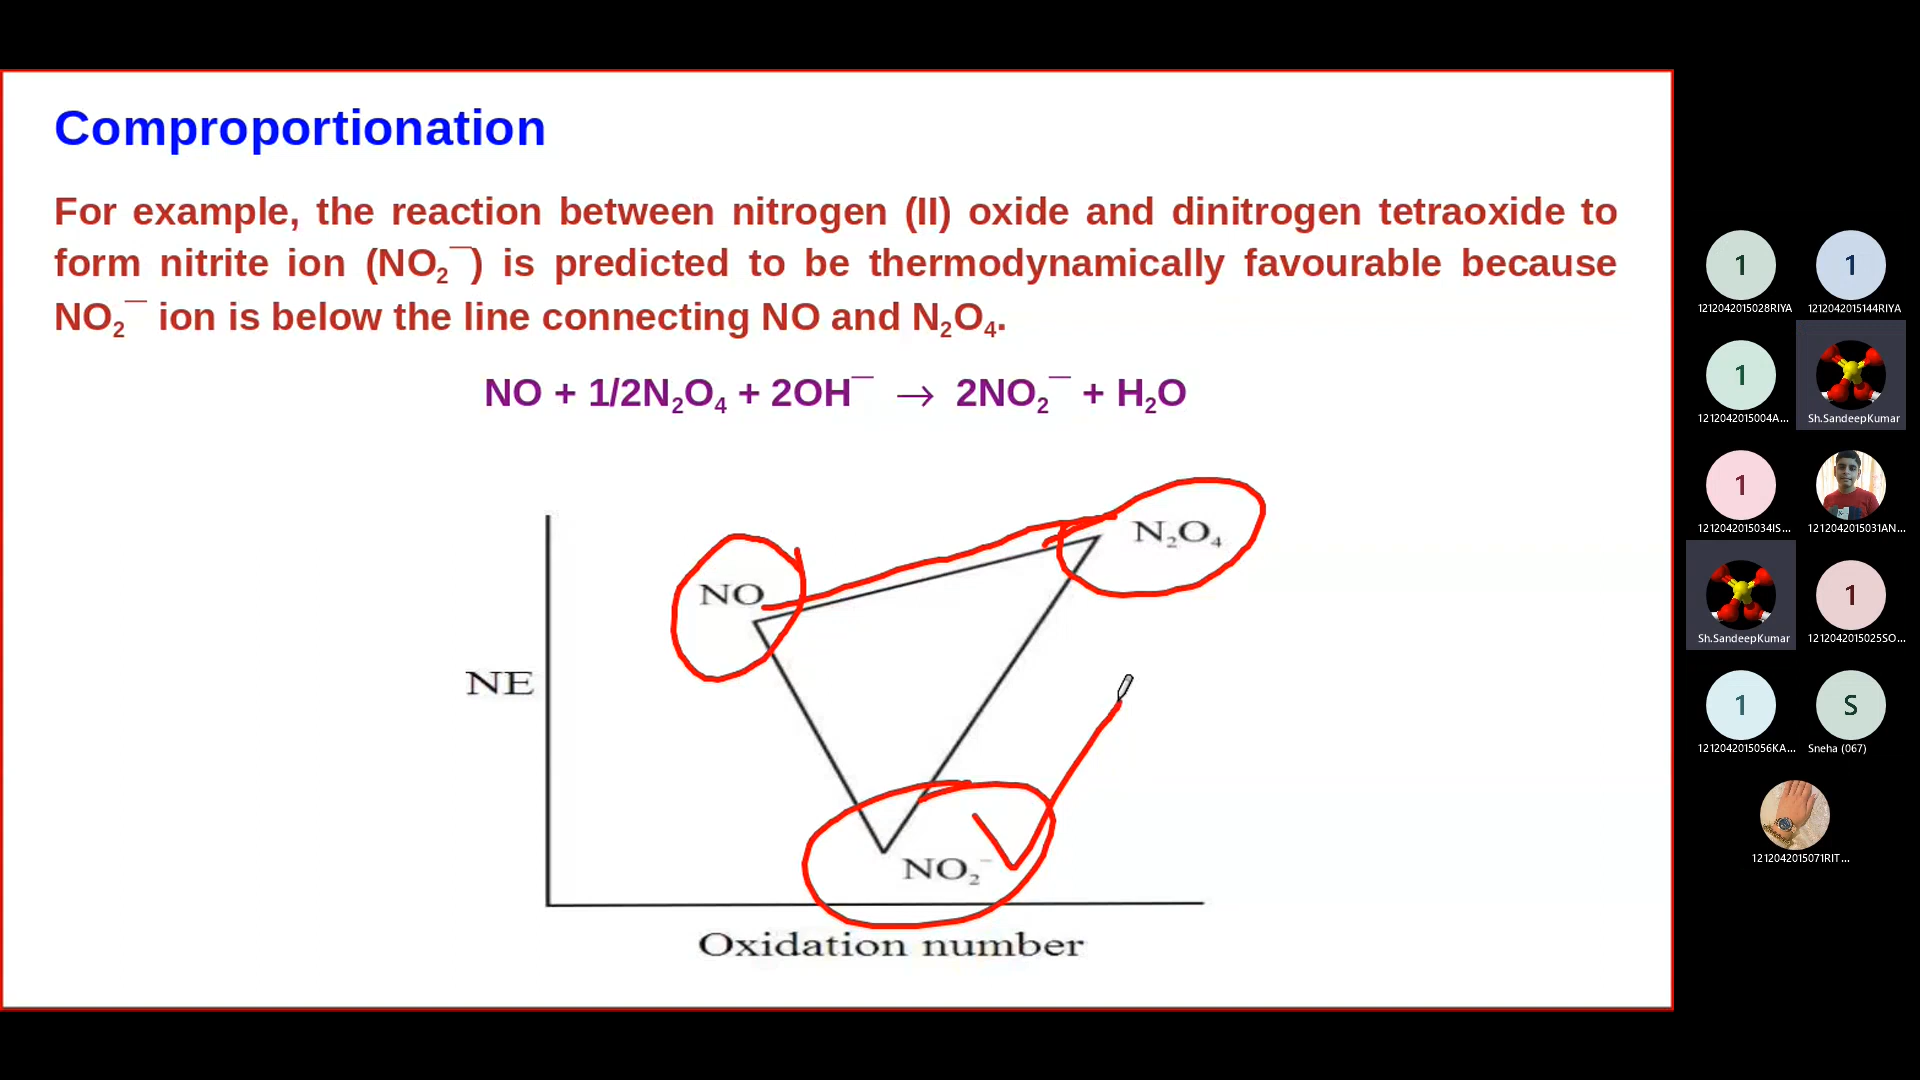 Comproportionation
For example, the reaction between nitrogen (II) oxide and dinitrogen tetraoxide to
form nitrite ion (NO₂¯) is predicted to be thermodynamically favourable because
NO₂¯ ion is below the line connecting NO and N₂O₄.
NO + 1/2N₂O₄ + 2OH¯ → 2NO₂¯ + H₂O
N₂O₄
NO
NE
NO₂⁻
Oxidation number
1
1
1212042015028RIYA
1212042015144RIYA
1
1212042015004A...
Sh.SandeepKumar
1
1212042015034IS...
1212042015031AN...
1
Sh.SandeepKumar
1212042015025SO...
1
S
1212042015056KA...
Sneha (067)
1212042015071RIT...